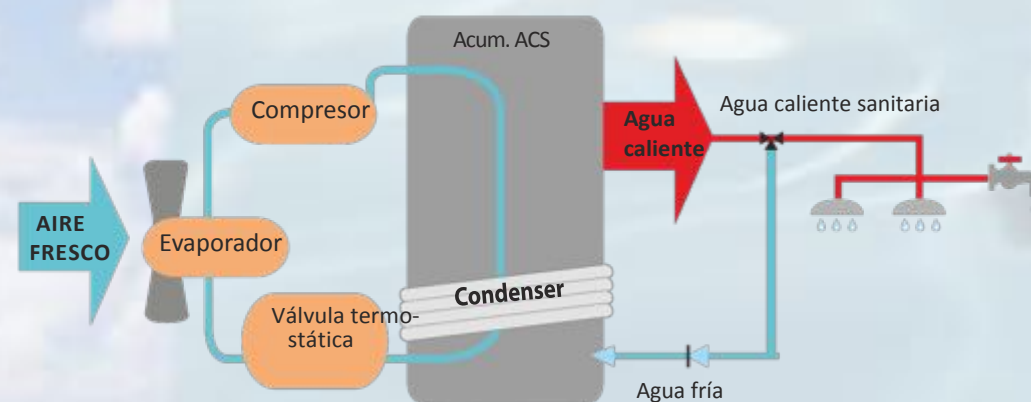 Acum. ACS
Compresor
Agua caliente sanitaria
Agua
caliente
AIRE
FRESCO
Evaporador
Condenser
Válvula termo-
stática
Agua fría